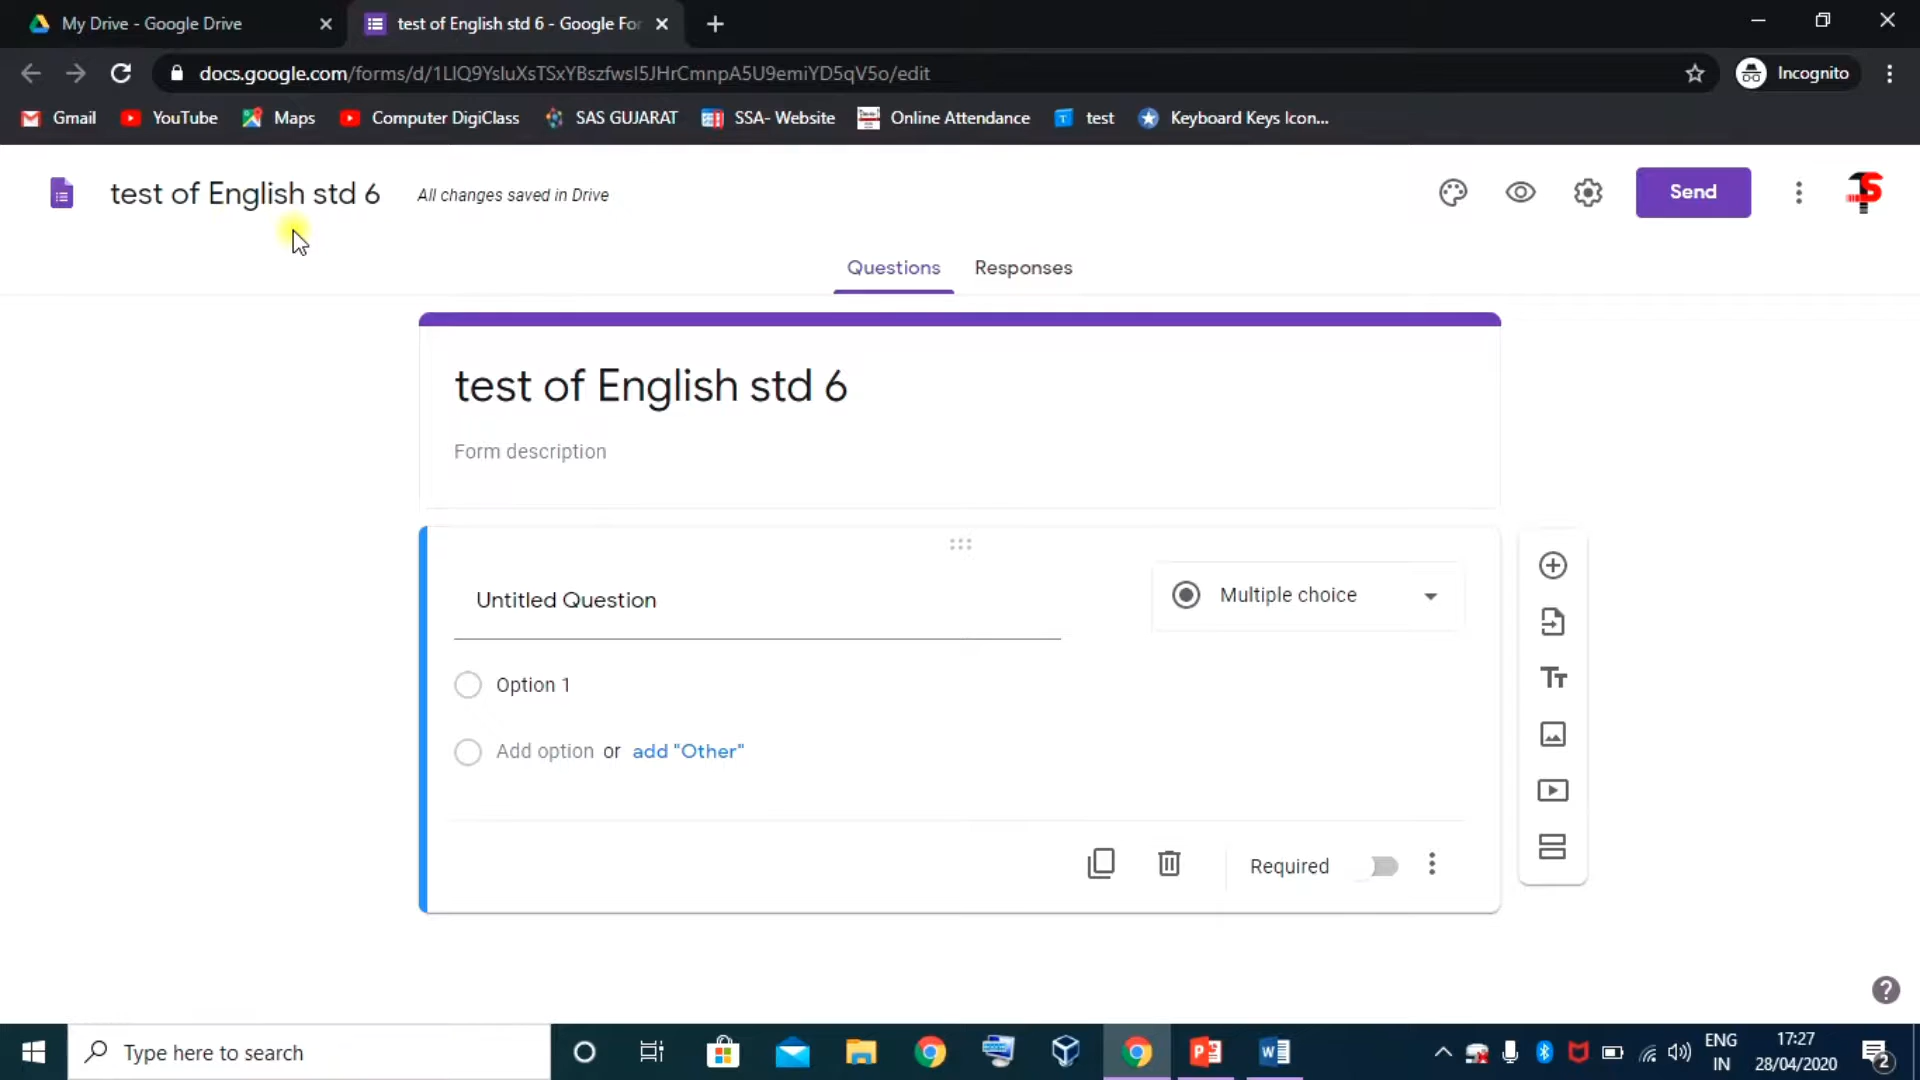 My Drive - Google Drive
test of English std 6 - Google For
docs.google.com/forms/d/1LlQ9YsluXsTSxYBszfwsI5JHrCmnpA5U9emiYD5qV5o/edit
Incognito
Gmail
YouTube
Maps
Computer DigiClass
SAS GUJARAT
SSA- Website
Online Attendance
test
Keyboard Keys Icon...
test of English std 6
All changes saved in Drive
Send
Questions
Responses
test of English std 6
Form description
Untitled Question
Multiple choice
Option 1
Add option or add "Other"
Required
Type here to search
ENG
IN
17:27
28/04/2020
2